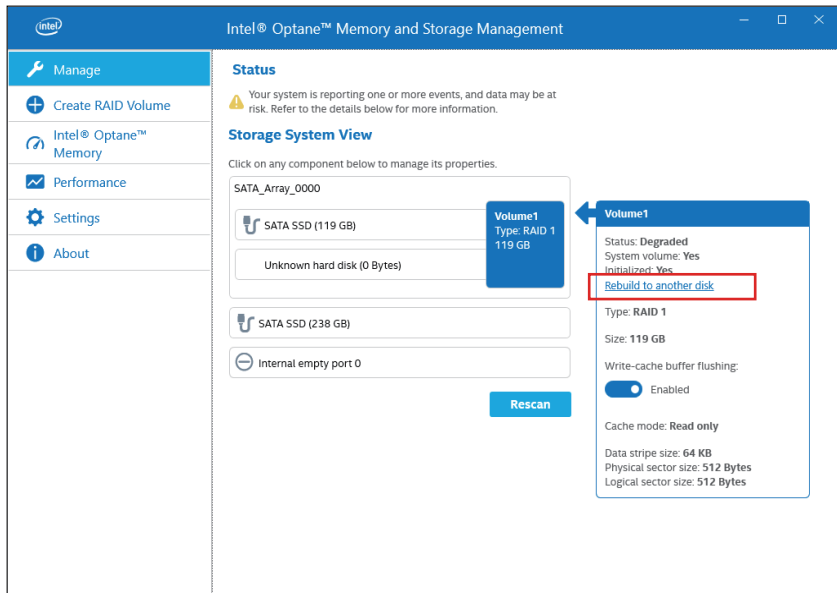 intel
Intel® Optane™ Memory and Storage Management
Manage
Create RAID Volume
Intel® Optane™
Memory
Performance
Settings
About
Status
Your system is reporting one or more events, and data may be at
risk. Refer to the details below for more information.
Storage System View
Click on any component below to manage its properties.
SATA_Array_0000
SATA SSD (119 GB)
Unknown hard disk (0 Bytes)
Volume1
Type: RAID 1
119 GB
SATA SSD (238 GB)
Internal empty port 0
Rescan
Volume1
Status: Degraded
System volume: Yes
Initialized: Yes
Rebuild to another disk
Type: RAID 1
Size: 119 GB
Write-cache buffer flushing:
Enabled
Cache mode: Read only
Data stripe size: 64 KB
Physical sector size: 512 Bytes
Logical sector size: 512 Bytes